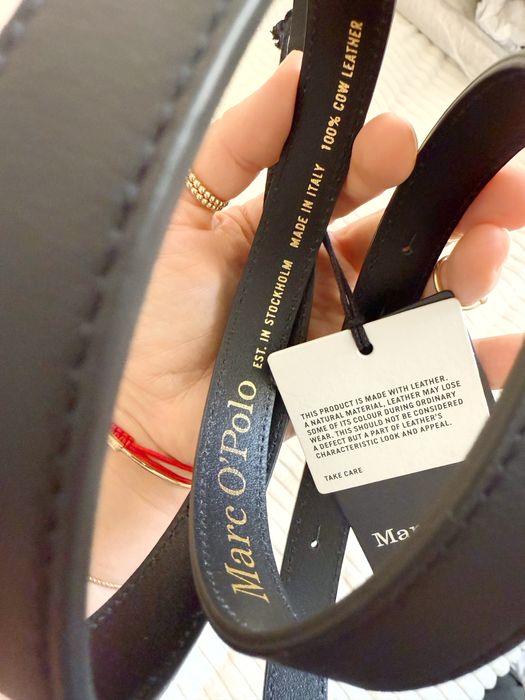 Marc O'Polo EST. IN STOCKHOLM MADE IN ITALY 100% COW LEATHER
THIS PRODUCT IS MADE WITH LEATHER.
A NATURAL MATERIAL, LEATHER MAY LOSE
SOME OF ITS COLOUR DURING ORDINARY
WEAR. THIS SHOULD NOT BE CONSIDERED
A DEFECT BUT A PART OF LEATHER'S
CHARACTERISTIC LOOK AND APPEAL.
TAKE CARE
Marc